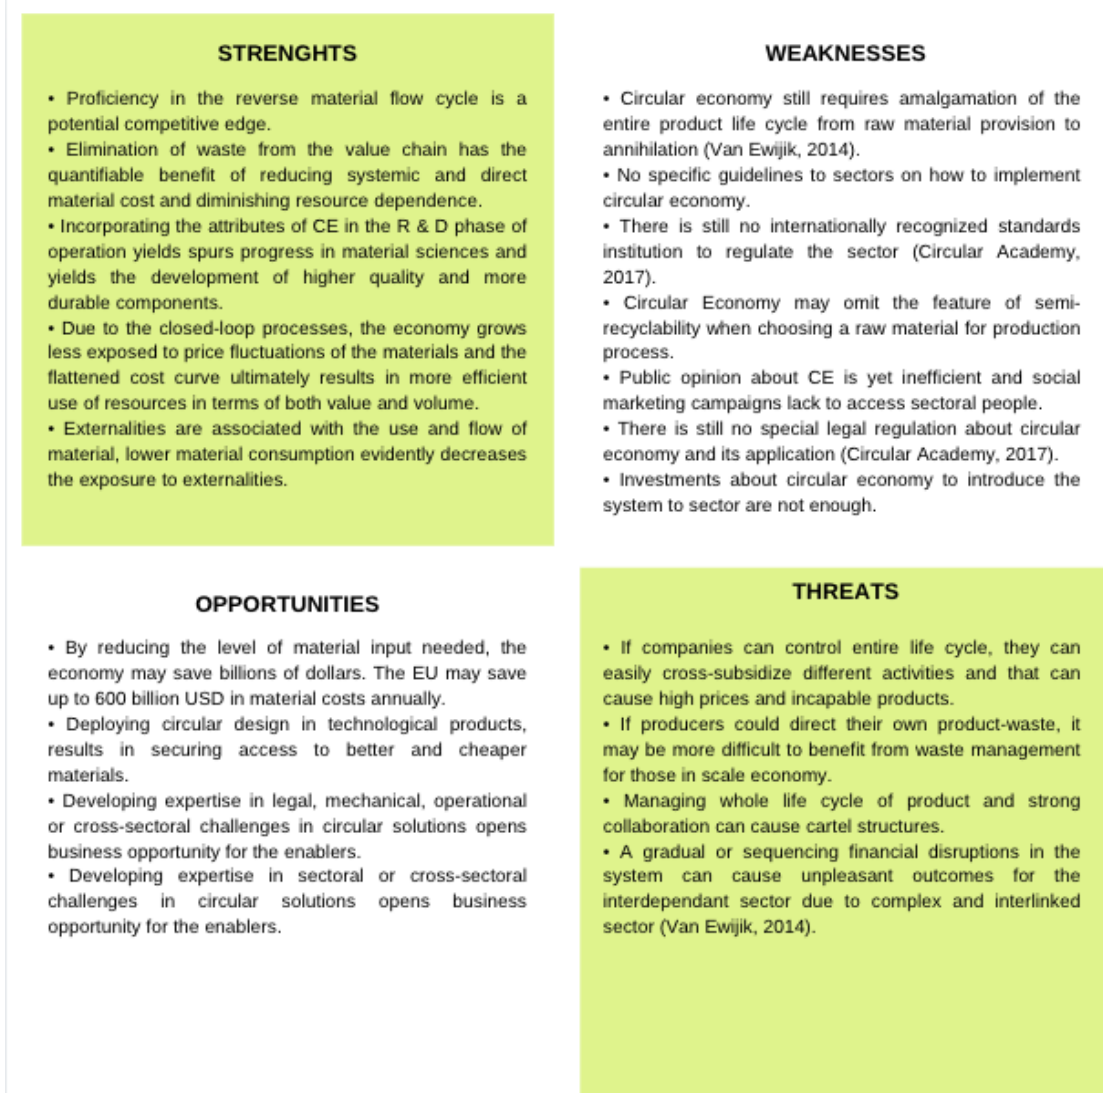 STRENGHTS
• Proficiency in the reverse material flow cycle is a
potential competitive edge.
• Elimination of waste from the value chain has the
quantifiable benefit of reducing systemic and direct
material cost and diminishing resource dependence.
• Incorporating the attributes of CE in the R & D phase of
operation yields spurs progress in material sciences and
yields the development of higher quality and more
durable components.
• Due to the closed-loop processes, the economy grows
less exposed to price fluctuations of the materials and the
flattened cost curve ultimately results in more efficient
use of resources in terms of both value and volume.
• Externalities are associated with the use and flow of
material, lower material consumption evidently decreases
the exposure to externalities.
WEAKNESSES
• Circular economy still requires amalgamation of the
entire product life cycle from raw material provision to
annihilation (Van Ewijik, 2014).
• No specific guidelines to sectors on how to implement
circular economy.
• There is still no internationally recognized standards
institution to regulate the sector (Circular Academy,
2017).
• Circular Economy may omit the feature of semi-
recyclability when choosing a raw material for production
process.
• Public opinion about CE is yet inefficient and social
marketing campaigns lack to access sectoral people.
• There is still no special legal regulation about circular
economy and its application (Circular Academy, 2017).
• Investments about circular economy to introduce the
system to sector are not enough.
OPPORTUNITIES
• By reducing the level of material input needed, the
economy may save billions of dollars. The EU may save
up to 600 billion USD in material costs annually.
• Deploying circular design in technological products,
results in securing access to better and cheaper
materials.
• Developing expertise in legal, mechanical, operational
or cross-sectoral challenges in circular solutions opens
business opportunity for the enablers.
• Developing expertise in sectoral or cross-sectoral
challenges in circular solutions opens business
opportunity for the enablers.
THREATS
• If companies can control entire life cycle, they can
easily cross-subsidize different activities and that can
cause high prices and incapable products.
• If producers could direct their own product-waste, it
may be more difficult to benefit from waste management
for those in scale economy.
• Managing whole life cycle of product and strong
collaboration can cause cartel structures.
• A gradual or sequencing financial disruptions in the
system can cause unpleasant outcomes for the
interdependant sector due to complex and interlinked
sector (Van Ewijik, 2014).